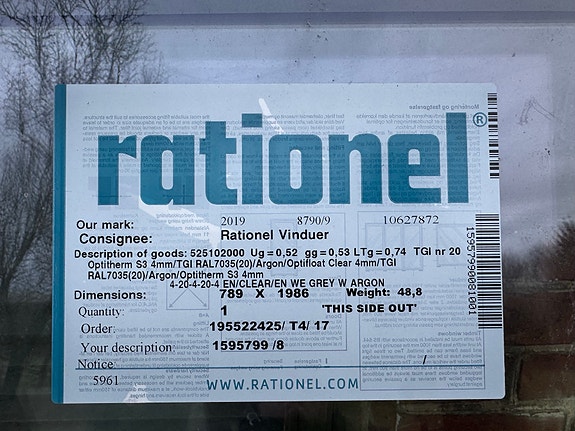 rationel®
Our mark: 2019 8790/9 10627872
Consignee: Rationel Vinduer
Description of goods: 525102000 Ug=0,52 gg=0,53 LTg=0,74 TGI nr 20
Optitherm S3 4mm/TGI RAL7035(20)/Argon/Optifloat Clear 4mm/TGI
RAL7035(20)/Argon/Optitherm S3 4mm
4-20-4-20-4 EN/CLEAR/EN WE GREY W ARGON
Dimensions: 789 X 1986 Weight: 48,8
Quantity: 1 'THIS SIDE OUT'
Order: 195522425/ T4/ 17
Your description 1595799 /8
Notice /
5961
WWW.RATIONEL.COM
15957990081001